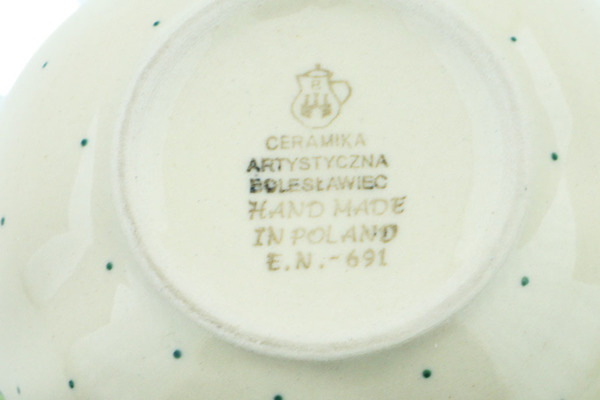 CERAMIKA
ARTYSTYCZNA
BOLESŁAWIEC
HAND MADE
IN POLAND
E.N.-691